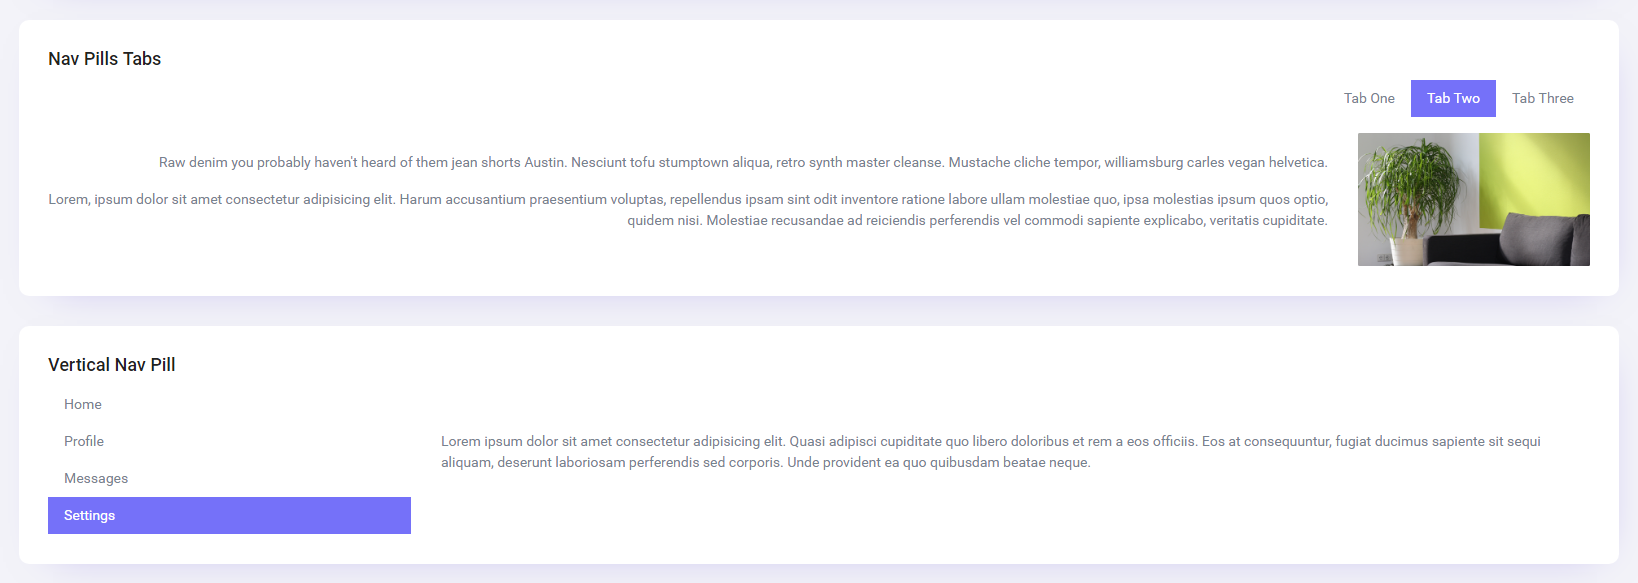 Nav Pills Tabs
Tab One
Tab Two
Tab Three
Raw denim you probably haven't heard of them jean shorts Austin. Nesciunt tofu stumptown aliqua, retro synth master cleanse. Mustache cliche tempor, williamsburg carles vegan helvetica.
Lorem, ipsum dolor sit amet consectetur adipisicing elit. Harum accusantium praesentium voluptas, repellendus ipsam sint odit inventore ratione labore ullam molestiae quo, ipsa molestias ipsum quos optio,
quidem nisi. Molestiae recusandae ad reiciendis perferendis vel commodi sapiente explicabo, veritatis cupiditate.
Vertical Nav Pill
Home
Profile
Messages
Settings
Lorem ipsum dolor sit amet consectetur adipisicing elit. Quasi adipisci cupiditate quo libero doloribus et rem a eos officiis. Eos at consequuntur, fugiat ducimus sapiente sit sequi
aliquam, deserunt laboriosam perferendis sed corporis. Unde provident ea quo quibusdam beatae neque.